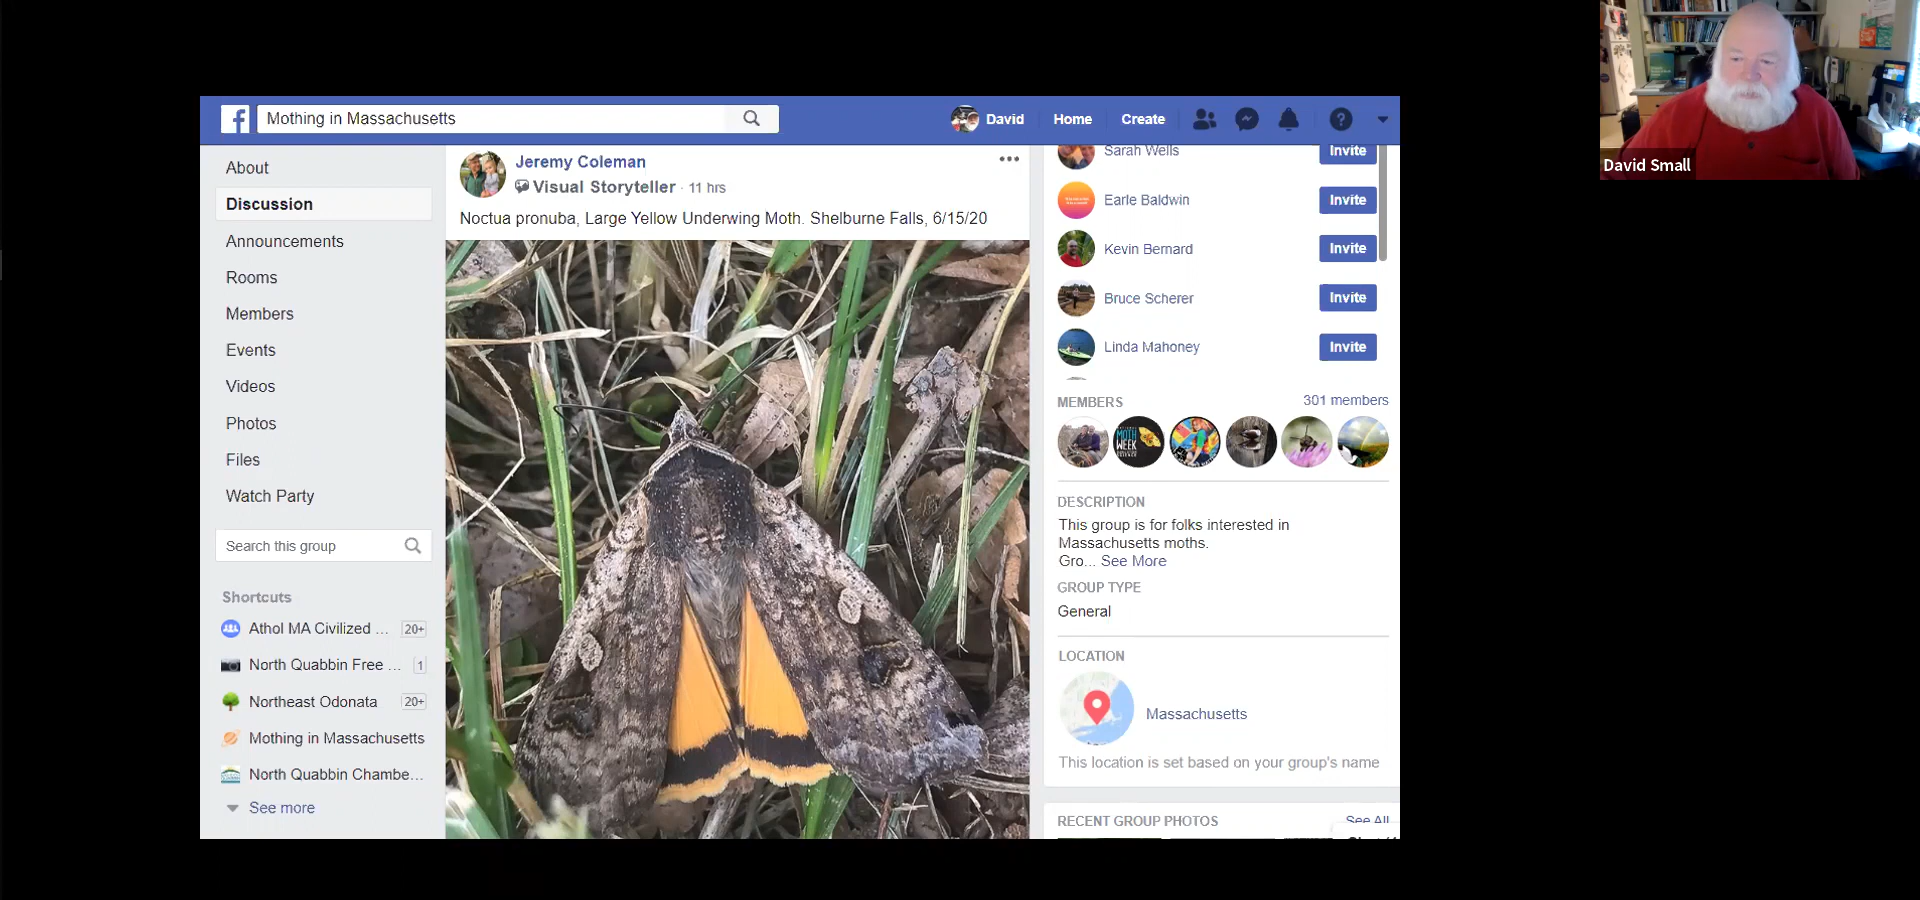 Mothing in Massachusetts
David
Home
Create
About
Discussion
Announcements
Rooms
Members
Events
Videos
Photos
Files
Watch Party
Search this group
Shortcuts
Athol MA Civilized ... 20+
North Quabbin Free ... 1
Northeast Odonata 20+
Mothing in Massachusetts
North Quabbin Chambe...
See more
Jeremy Coleman
Visual Storyteller · 11 hrs
Noctua pronuba, Large Yellow Underwing Moth. Shelburne Falls, 6/15/20
Sarah Wells Invite
Earle Baldwin Invite
Kevin Bernard Invite
Bruce Scherer Invite
Linda Mahoney Invite
MEMBERS 301 members
MOTH
WEEK
DESCRIPTION
This group is for folks interested in
Massachusetts moths.
Gro... See More
GROUP TYPE
General
LOCATION
Massachusetts
This location is set based on your group's name
RECENT GROUP PHOTOS See All
David Small